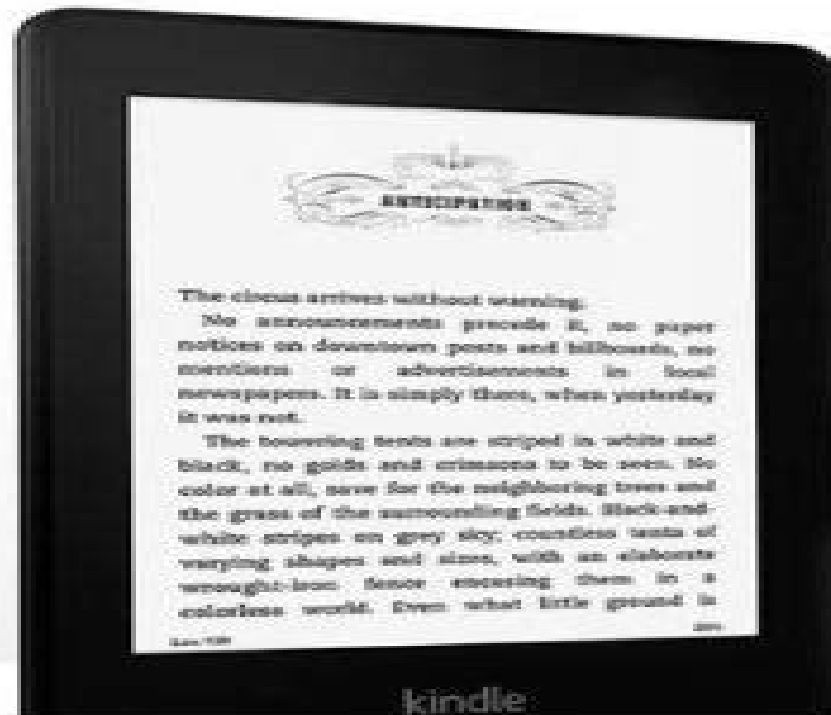 ANTICIPATION
The circus arrives without warning.
No announcements precede it, no paper
notices on downtown posts and billboards, no
mentions or advertisements in local
newspapers. It is simply there, when yesterday
it was not.
The towering tents are striped in white and
black, no golds and crimsons to be seen. No
color at all, save for the neighboring trees and
the grass of the surrounding fields. Black-and-
white stripes on grey sky; countless tents of
varying shapes and sizes, with an elaborate
wrought-iron fence encasing them in a
colorless world. Even what little ground is
kindle